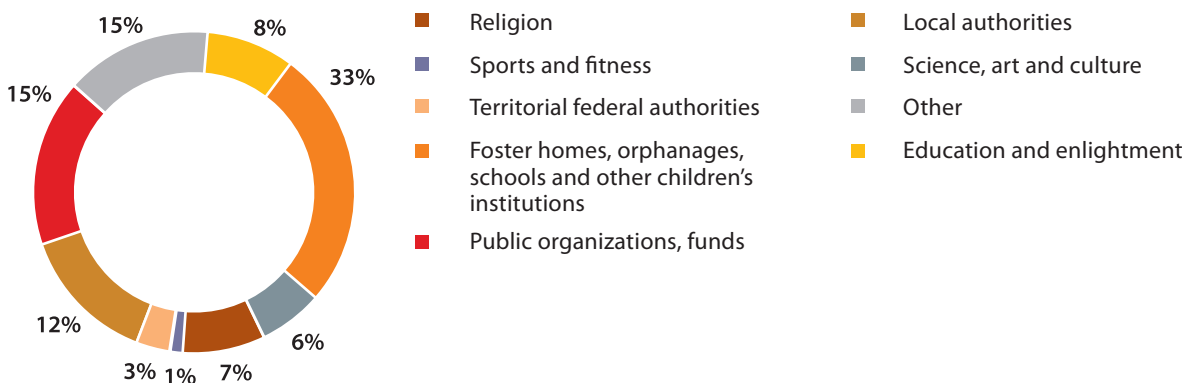 15%
8%
33%
15%
12%
3%
1%
7%
6%
Religion
Sports and fitness
Territorial federal authorities
Foster homes, orphanages,
schools and other children's
institutions
Public organizations, funds
Local authorities
Science, art and culture
Other
Education and enlightment